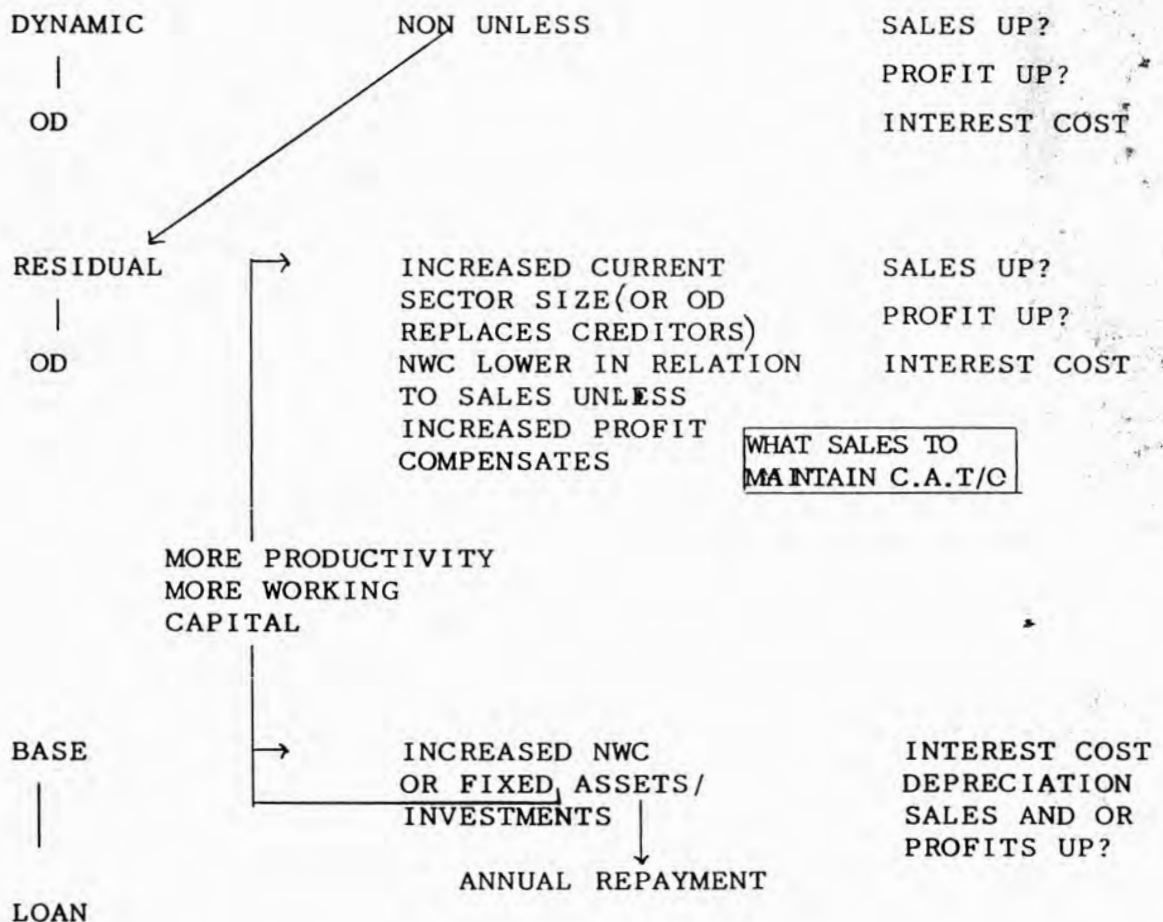 DYNAMIC NON UNLESS SALES UP?
PROFIT UP?
OD INTEREST COST
RESIDUAL INCREASED CURRENT SALES UP?
SECTOR SIZE(OR OD
REPLACES CREDITORS) PROFIT UP?
OD NWC LOWER IN RELATION INTEREST COST
TO SALES UNLESS
INCREASED PROFIT
COMPENSATES
WHAT SALES TO
MAINTAIN C.A.T/O
MORE PRODUCTIVITY
MORE WORKING
CAPITAL
BASE INCREASED NWC INTEREST COST
OR FIXED ASSETS/ DEPRECIATION
INVESTMENTS SALES AND OR
PROFITS UP?
ANNUAL REPAYMENT
LOAN